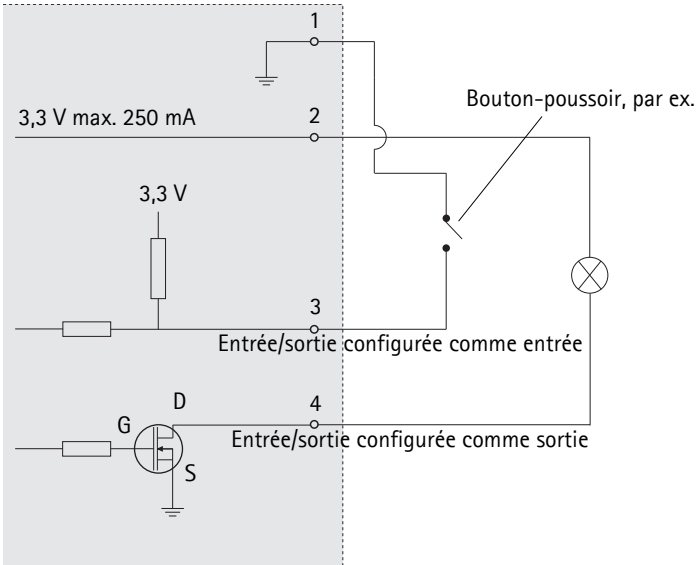 1
3,3 V max. 250 mA
2
Bouton-poussoir, par ex.
3,3 V
3
Entrée/sortie configurée comme entrée
D
4
G
Entrée/sortie configurée comme sortie
S